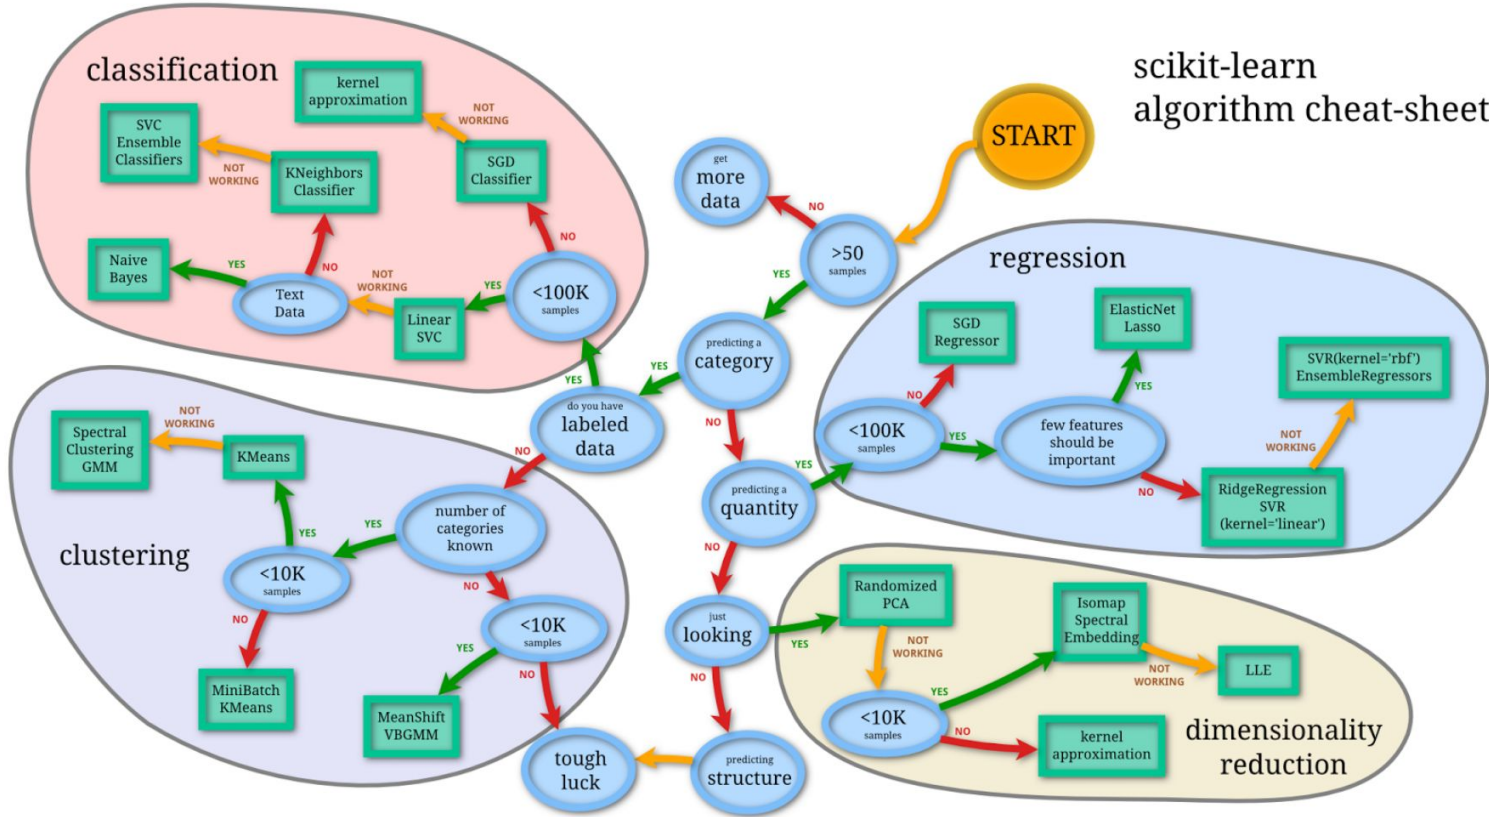 scikit-learn
algorithm cheat-sheet
START
classification
kernel
approximation
NOT
WORKING
SVC
Ensemble
Classifiers
NOT
WORKING
KNeighbors
Classifier
SGD
Classifier
NO
Naive
Bayes
YES
Text
Data
NO
NOT
WORKING
Linear
SVC
YES
<100K
samples
YES
get
more
data
NO
>50
samples
YES
predicting a
category
YES
do you have
labeled
data
NO
NO
predicting a
quantity
YES
NO
just
looking
YES
NO
predicting
structure
tough
luck
regression
SGD
Regressor
NO
<100K
samples
YES
ElasticNet
Lasso
YES
few features
should be
important
NO
SVR(kernel='rbf')
EnsembleRegressors
NOT
WORKING
RidgeRegression
SVR
(kernel='linear')
clustering
Spectral
Clustering
GMM
NOT
WORKING
KMeans
YES
<10K
samples
NO
MiniBatch
KMeans
YES
number of
categories
known
NO
<10K
samples
YES
MeanShift
VBGMM
NO
dimensionality
reduction
Randomized
PCA
NOT
WORKING
<10K
samples
YES
Isomap
Spectral
Embedding
NOT
WORKING
LLE
NO
kernel
approximation